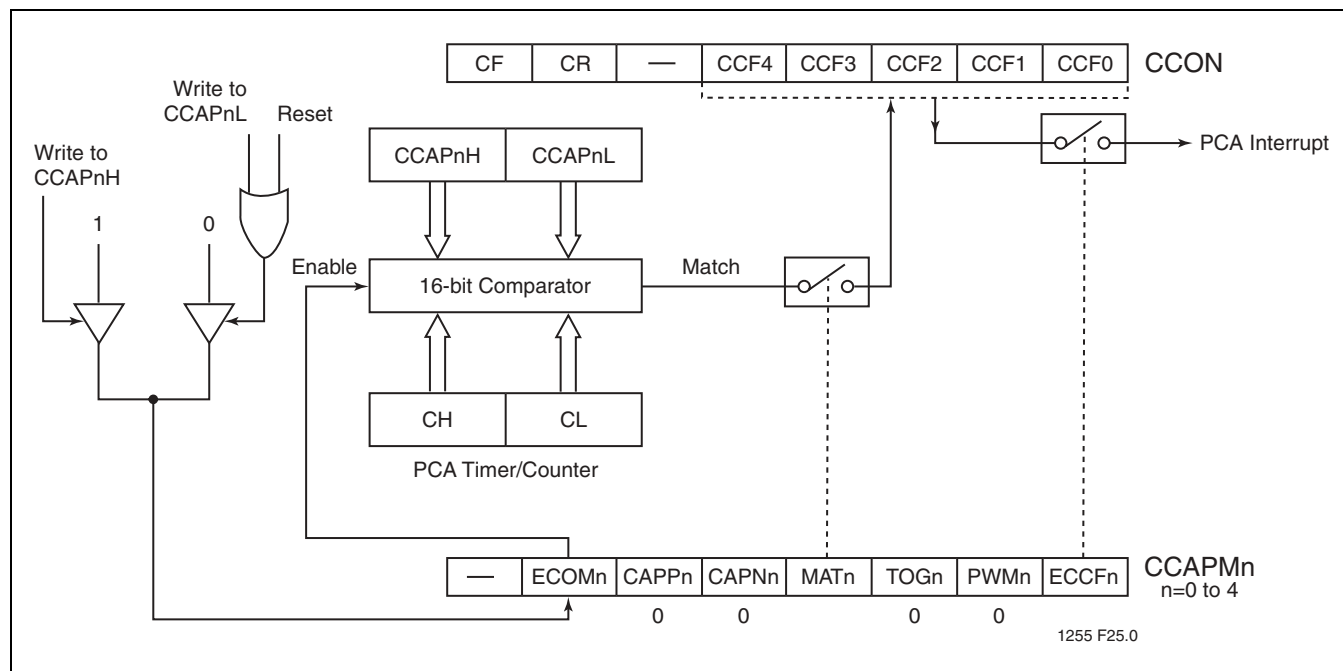 CF CR — CCF4 CCF3 CCF2 CCF1 CCF0 CCON
Write to
CCAPnL
Reset
Write to
CCAPnH
CCAPnH CCAPnL
PCA Interrupt
1
0
Enable
16-bit Comparator
Match
CH CL
PCA Timer/Counter
— ECOMn CAPPn CAPNn MATn TOGn PWMn ECCFn CCAPMn
n=0 to 4
0 0 0 0
1255 F25.0